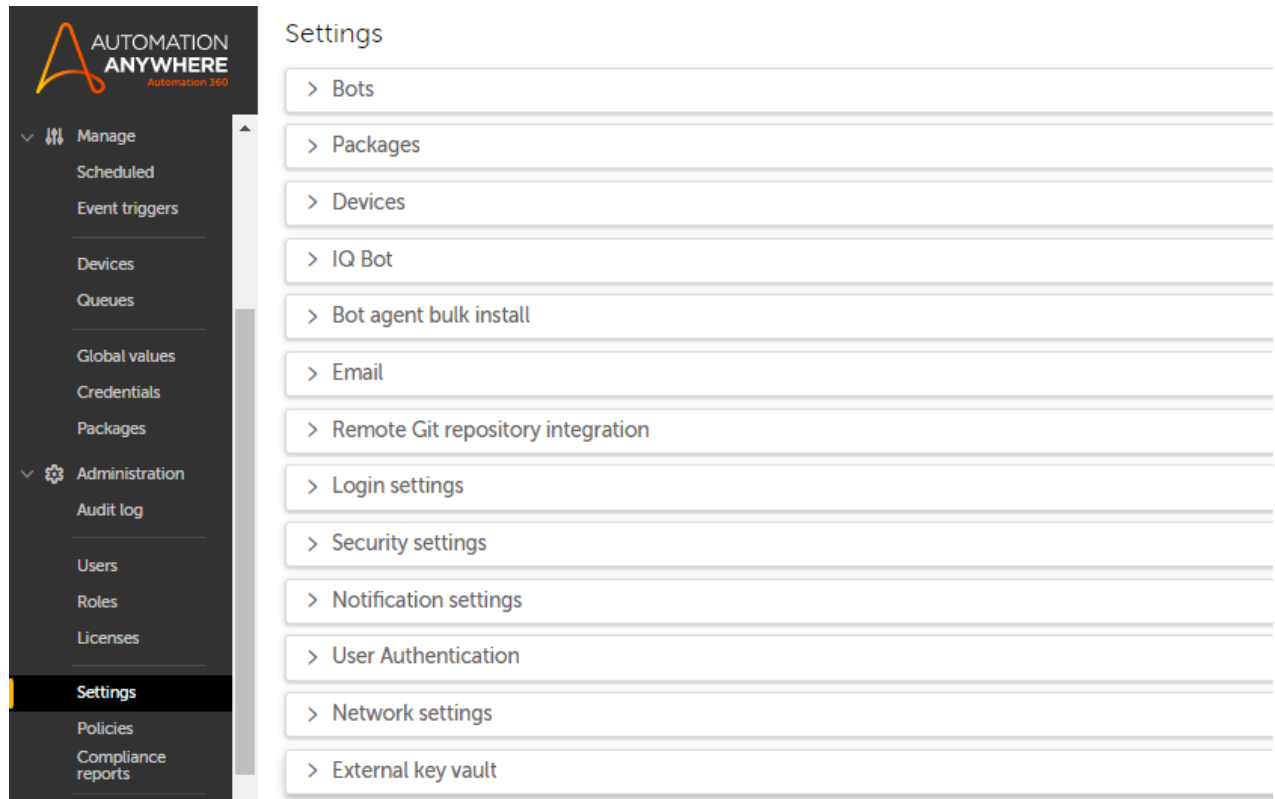 AUTOMATION
ANYWHERE
Automation 360
Manage
Scheduled
Event triggers
Devices
Queues
Global values
Credentials
Packages
Administration
Audit log
Users
Roles
Licenses
Settings
Policies
Compliance
reports
Settings
Bots
Packages
Devices
IQ Bot
Bot agent bulk install
Email
Remote Git repository integration
Login settings
Security settings
Notification settings
User Authentication
Network settings
External key vault